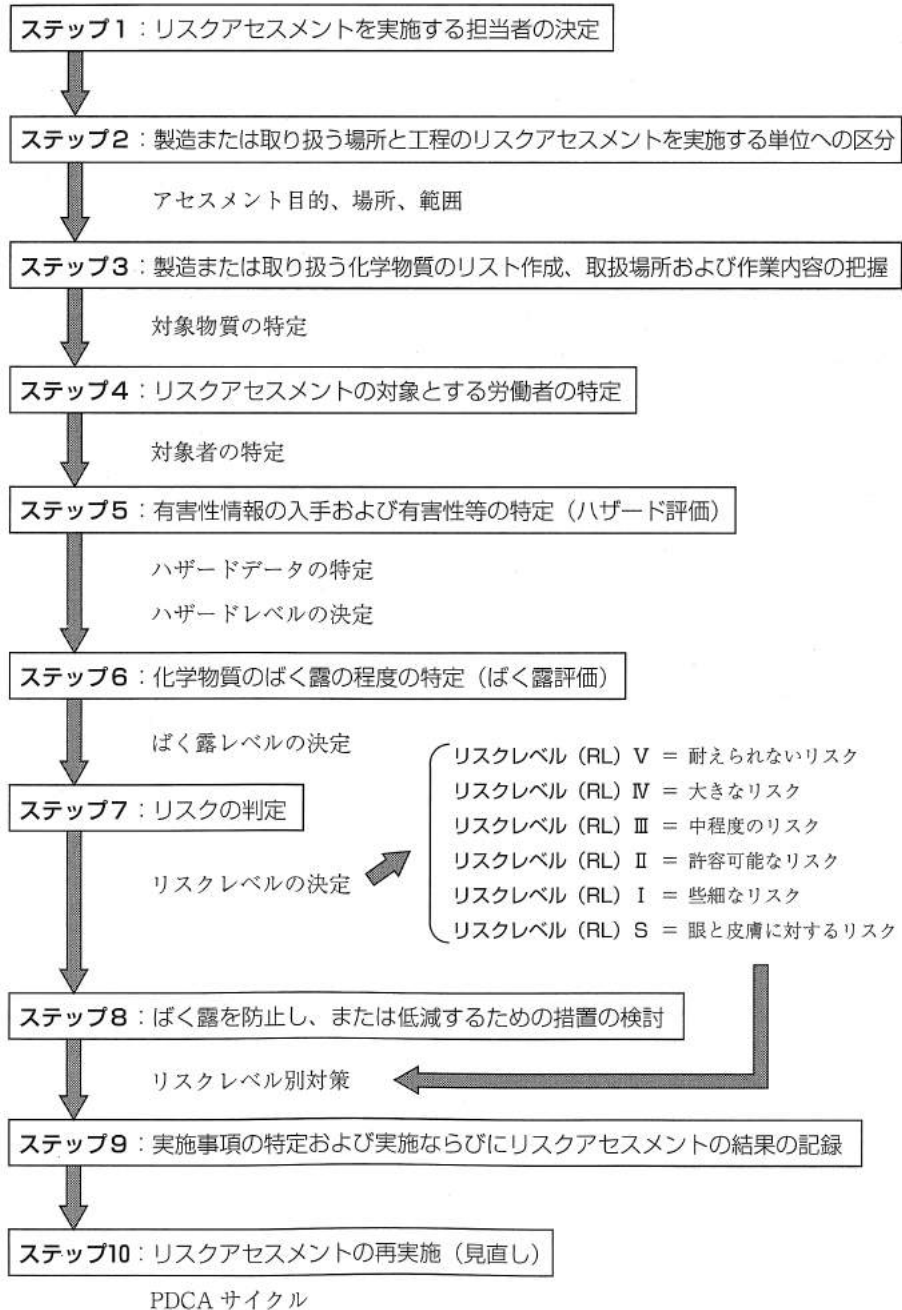 ステップ1：リスクアセスメントを実施する担当者の決定
ステップ2：製造または取り扱う場所と工程のリスクアセスメントを実施する単位への区分
アセスメント目的、場所、範囲
ステップ3：製造または取り扱う化学物質のリスト作成、取扱場所および作業内容の把握
対象物質の特定
ステップ4：リスクアセスメントの対象とする労働者の特定
対象者の特定
ステップ5：有害性情報の入手および有害性等の特定（ハザード評価）
ハザードデータの特定
ハザードレベルの決定
ステップ6：化学物質のばく露の程度の特定（ばく露評価）
ばく露レベルの決定
ステップ7：リスクの判定
リスクレベルの決定
リスクレベル（RL）Ⅴ ＝ 耐えられないリスク
リスクレベル（RL）Ⅳ ＝ 大きなリスク
リスクレベル（RL）Ⅲ ＝ 中程度のリスク
リスクレベル（RL）Ⅱ ＝ 許容可能なリスク
リスクレベル（RL）Ⅰ ＝ 些細なリスク
リスクレベル（RL）S ＝ 眼と皮膚に対するリスク
ステップ8：ばく露を防止し、または低減するための措置の検討
リスクレベル別対策
ステップ9：実施事項の特定および実施ならびにリスクアセスメントの結果の記録
ステップ10：リスクアセスメントの再実施（見直し）
PDCA サイクル